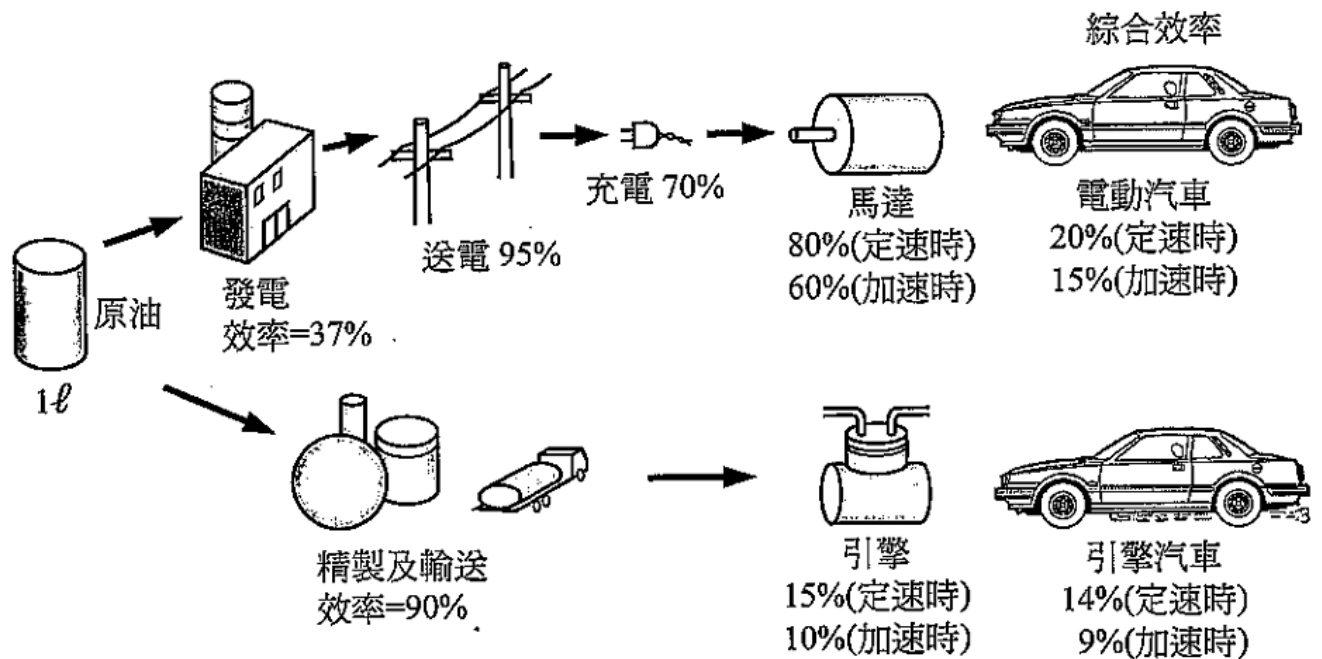 綜合效率
充電 70%
馬達
80%(定速時)
60%(加速時)
電動汽車
20%(定速時)
15%(加速時)
送電 95%
發電
效率=37%
原油
1ℓ
精製及輸送
效率=90%
引擎
15%(定速時)
10%(加速時)
引擎汽車
14%(定速時)
9%(加速時)